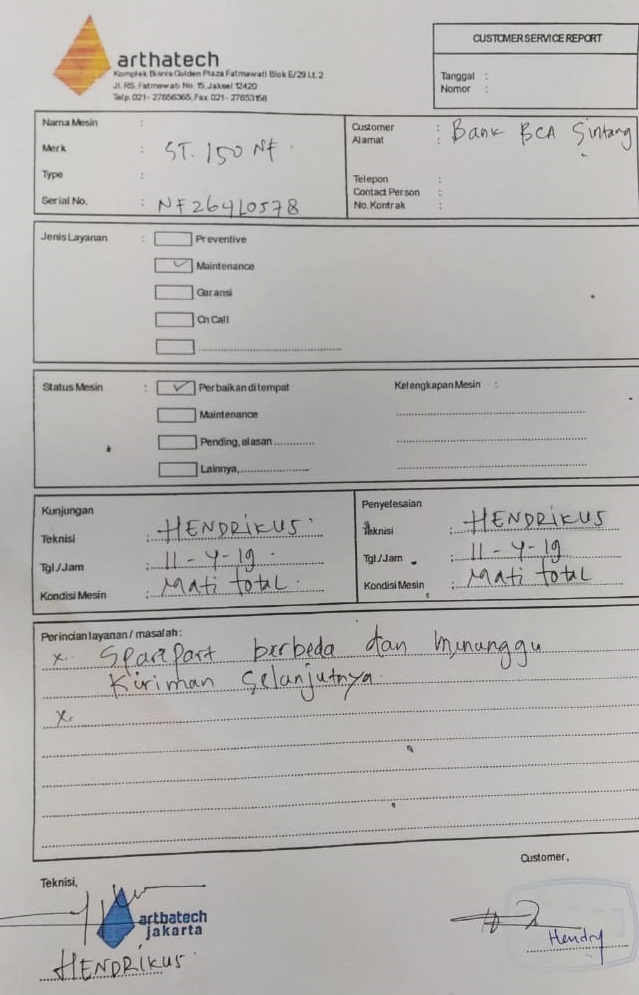 arthatech
Komplek Bisnis Golden Plaza Fatmawati Blok E/29 Lt. 2
Jl. RS. Fatmawati No. 15, Jaksel 12420
Telp. 021- 27656365, Fax. 021- 27653158
CUSTOMER SERVICE REPORT
Tanggal :
Nomor :
Nama Mesin :
Merk : ST. 150 NF.
Type :
Serial No. : NF26410578
Customer : Bank BCA Sintang
Alamat :
Telepon :
Contact Person :
No. Kontrak :
Jenis Layanan : Preventive
✓ Maintenance
Garansi
On Call
Status Mesin : ✓ Perbaikan ditempat
Maintenance
Pending, alasan ............
Lainnya, ....................
Kelengkapan Mesin :
Kunjungan
Teknisi : HENDRIKUS
Tgl./Jam : 11-4-19.
Kondisi Mesin : Mati total.
Penyelesaian
Teknisi : HENDRIKUS
Tgl./Jam : 11-4-19
Kondisi Mesin : Mati total
Perincian layanan / masalah :
x. Sparepart berbeda dan menunggu
Kiriman Selanjutnya.
x.
Customer,
Teknisi,
arthatech
jakarta
HENDRIKUS
Hendry